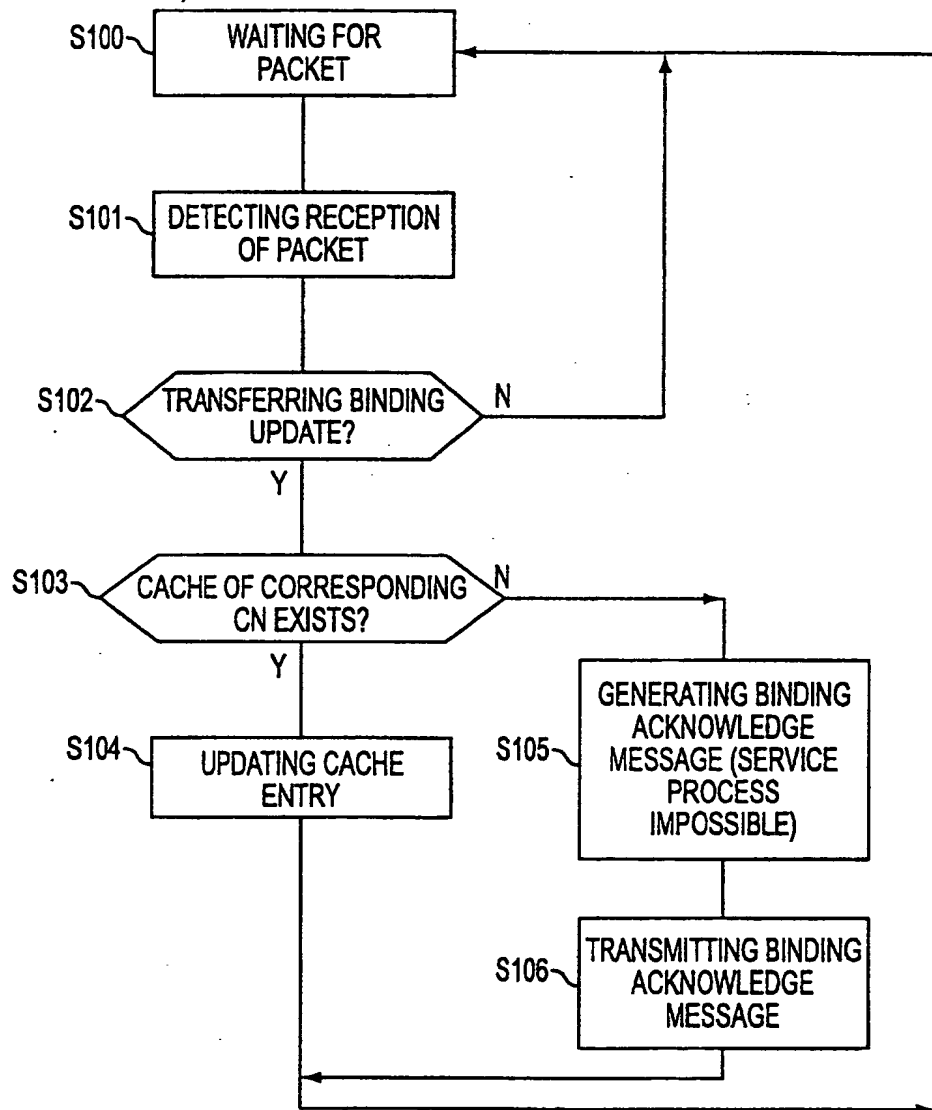 S100
WAITING FOR
PACKET
S101
DETECTING RECEPTION
OF PACKET
S102
TRANSFERRING BINDING
UPDATE?
N
Y
S103
CACHE OF CORRESPONDING
CN EXISTS?
N
Y
S104
UPDATING CACHE
ENTRY
S105
GENERATING BINDING
ACKNOWLEDGE
MESSAGE (SERVICE
PROCESS
IMPOSSIBLE)
S106
TRANSMITTING BINDING
ACKNOWLEDGE
MESSAGE